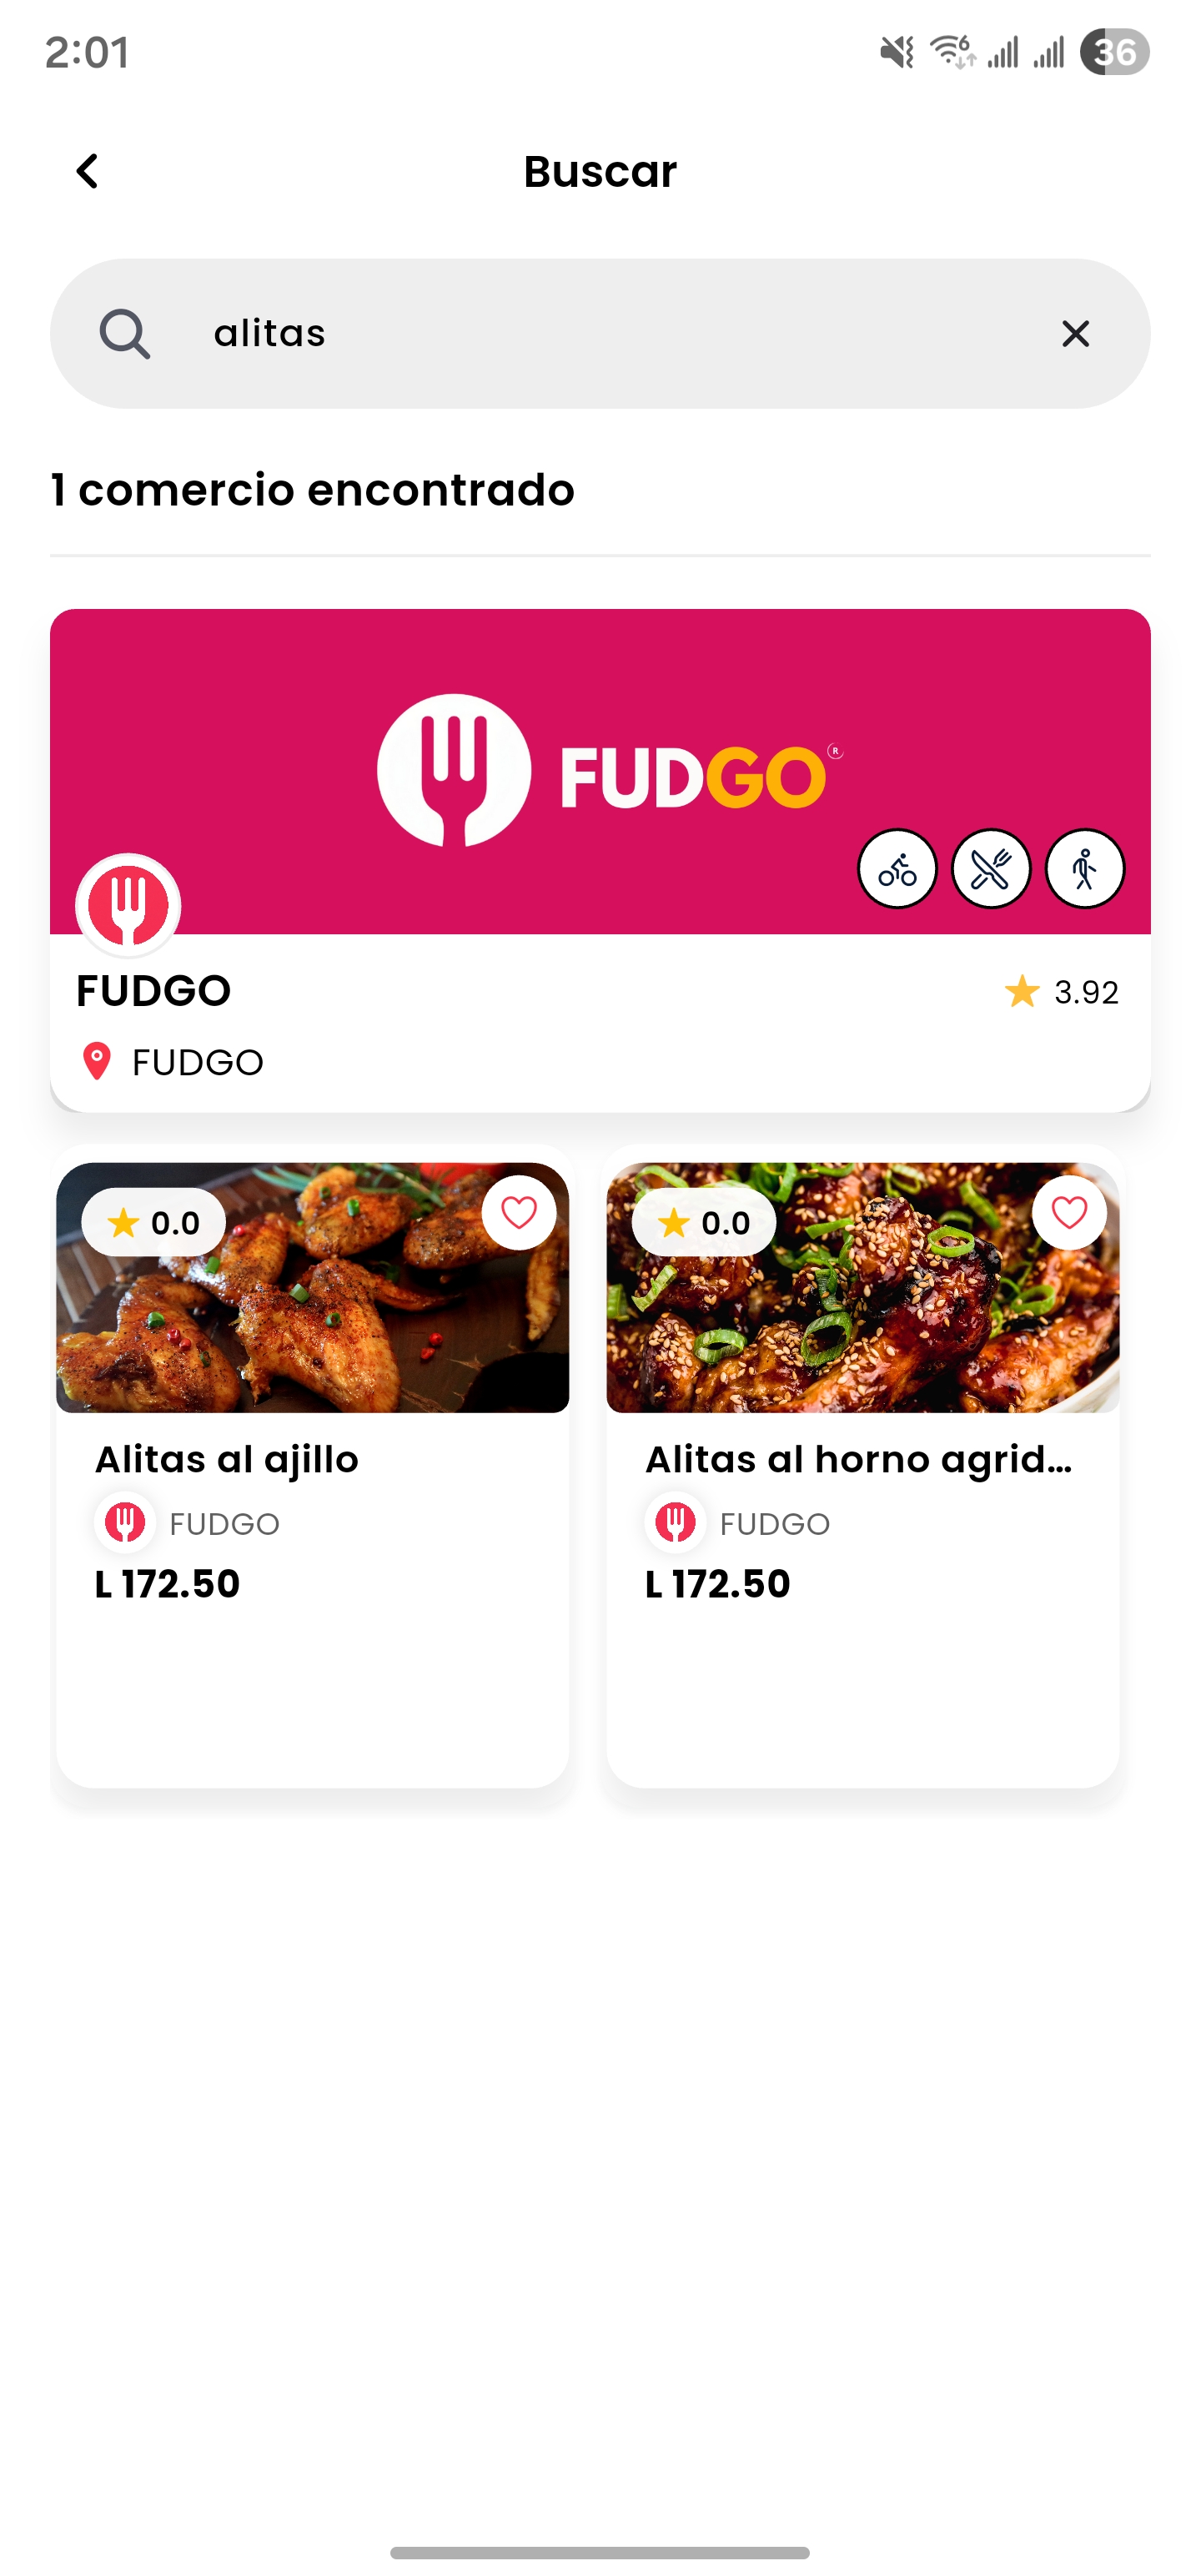 2:01
6
36
Buscar
alitas
1 comercio encontrado
FUDGO®
FUDGO
3.92
FUDGO
0.0
0.0
Alitas al ajillo
Alitas al horno agrid...
FUDGO
FUDGO
L 172.50
L 172.50